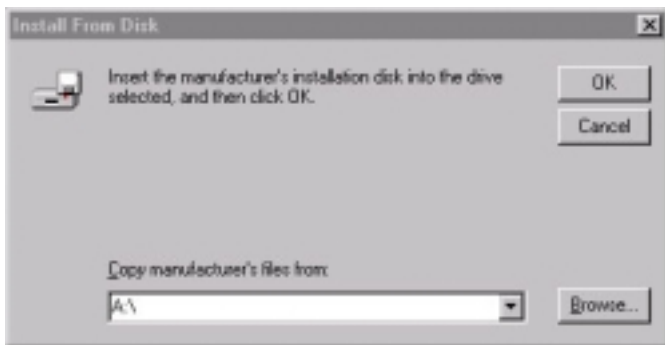 Install From Disk
Insert the manufacturer's installation disk into the drive
selected, and then click OK.
OK
Cancel
Copy manufacturer's files from:
A:\
Browse...